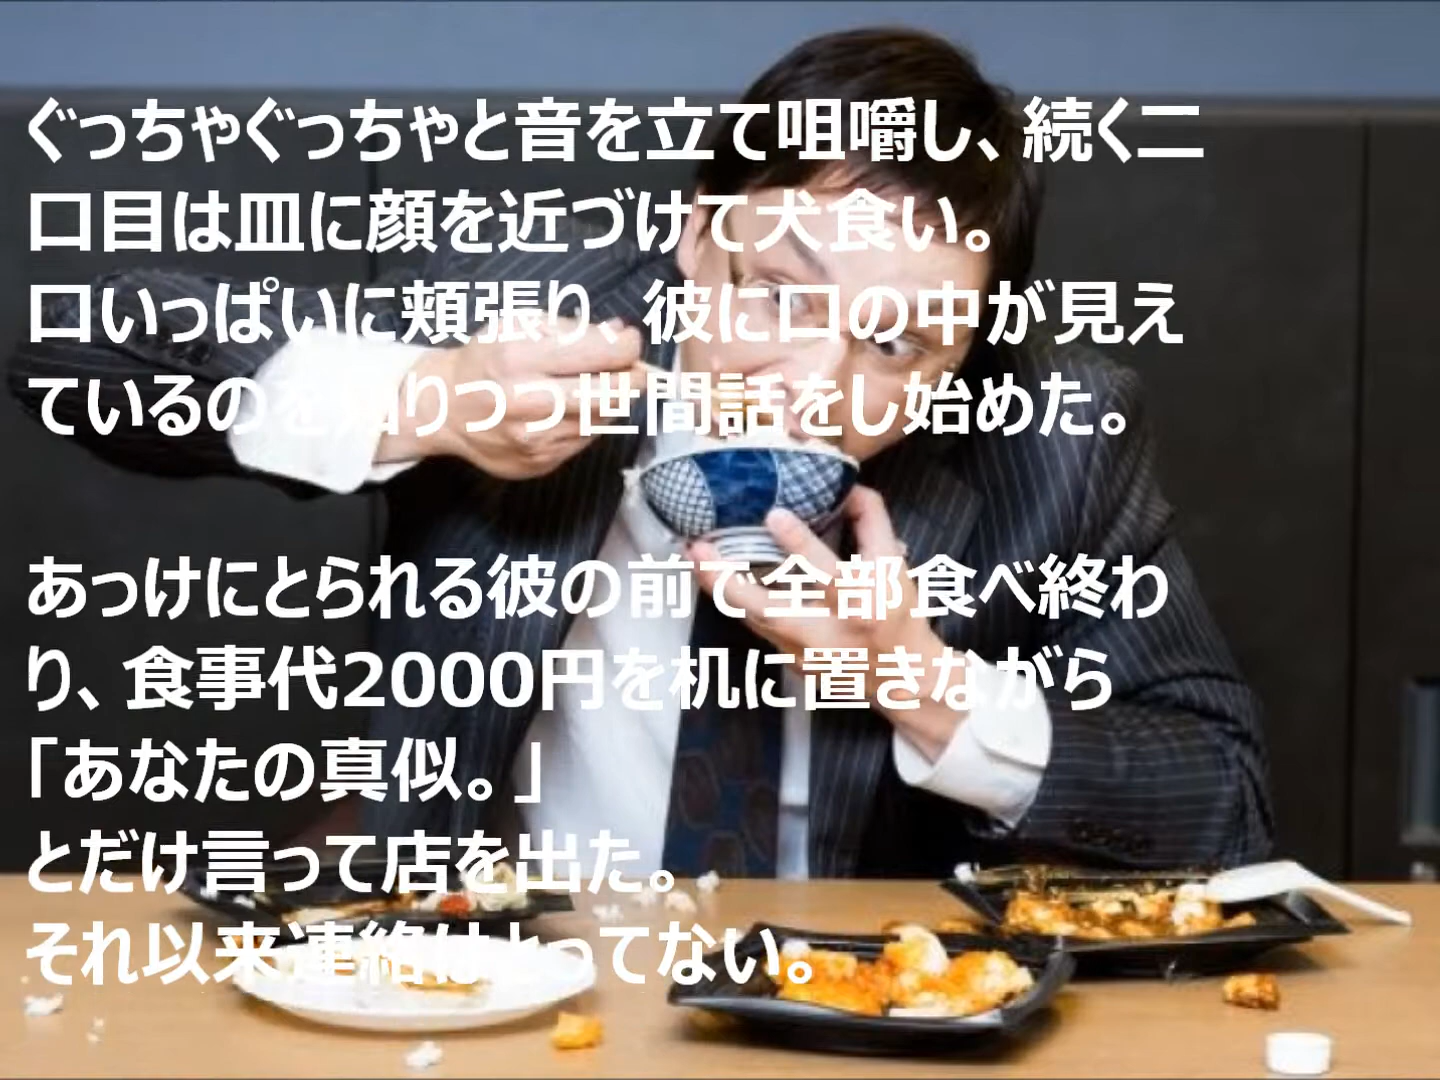 ぐっちゃぐっちゃと音を立て咀嚼し、続く二
口目は皿に顔を近づけて犬食い。
口いっぱいに頬張り、彼に口の中が見え
ているのを知りつつ世間話をし始めた。
あっけにとられる彼の前で全部食べ終わ
り、食事代2000円を机に置きながら
「あなたの真似。」
とだけ言って店を出た。
それ以来連絡はとってない。